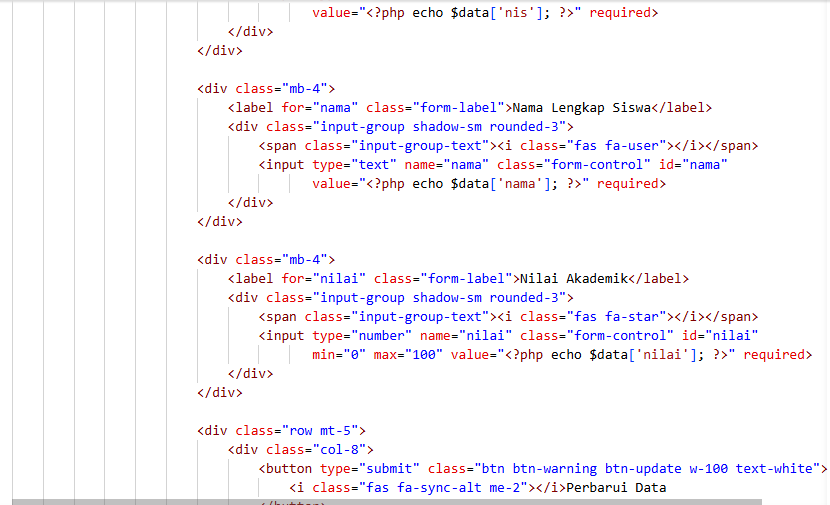 value="<?php echo $data['nis']; ?>" required>
</div>
</div>
<div class="mb-4">
<label for="nama" class="form-label">Nama Lengkap Siswa</label>
<div class="input-group shadow-sm rounded-3">
<span class="input-group-text"><i class="fas fa-user"></i></span>
<input type="text" name="nama" class="form-control" id="nama"
value="<?php echo $data['nama']; ?>" required>
</div>
</div>
<div class="mb-4">
<label for="nilai" class="form-label">Nilai Akademik</label>
<div class="input-group shadow-sm rounded-3">
<span class="input-group-text"><i class="fas fa-star"></i></span>
<input type="number" name="nilai" class="form-control" id="nilai"
min="0" max="100" value="<?php echo $data['nilai']; ?>" required>
</div>
</div>
<div class="row mt-5">
<div class="col-8">
<button type="submit" class="btn btn-warning btn-update w-100 text-white">
<i class="fas fa-sync-alt me-2"></i>Perbarui Data